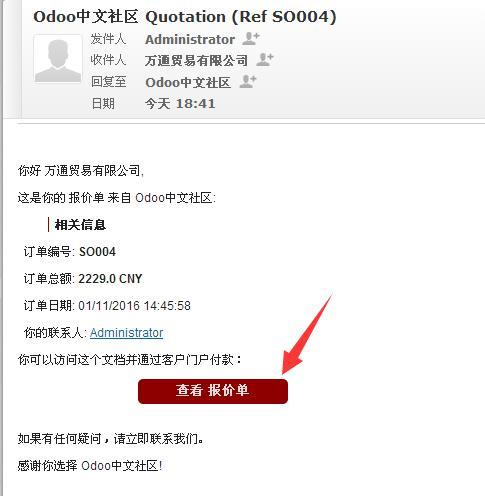 Odoo中文社区 Quotation (Ref SO004)
发件人 Administrator
收件人 万通贸易有限公司
回复至 Odoo中文社区
日期 今天 18:41
你好 万通贸易有限公司,
这是你的 报价单 来自 Odoo中文社区:
相关信息
订单编号: SO004
订单总额: 2229.0 CNY
订单日期: 01/11/2016 14:45:58
你的联系人: Administrator
你可以访问这个文档并通过客户门户付款：
查看 报价单
如果有任何疑问，请立即联系我们。
感谢你选择 Odoo中文社区!